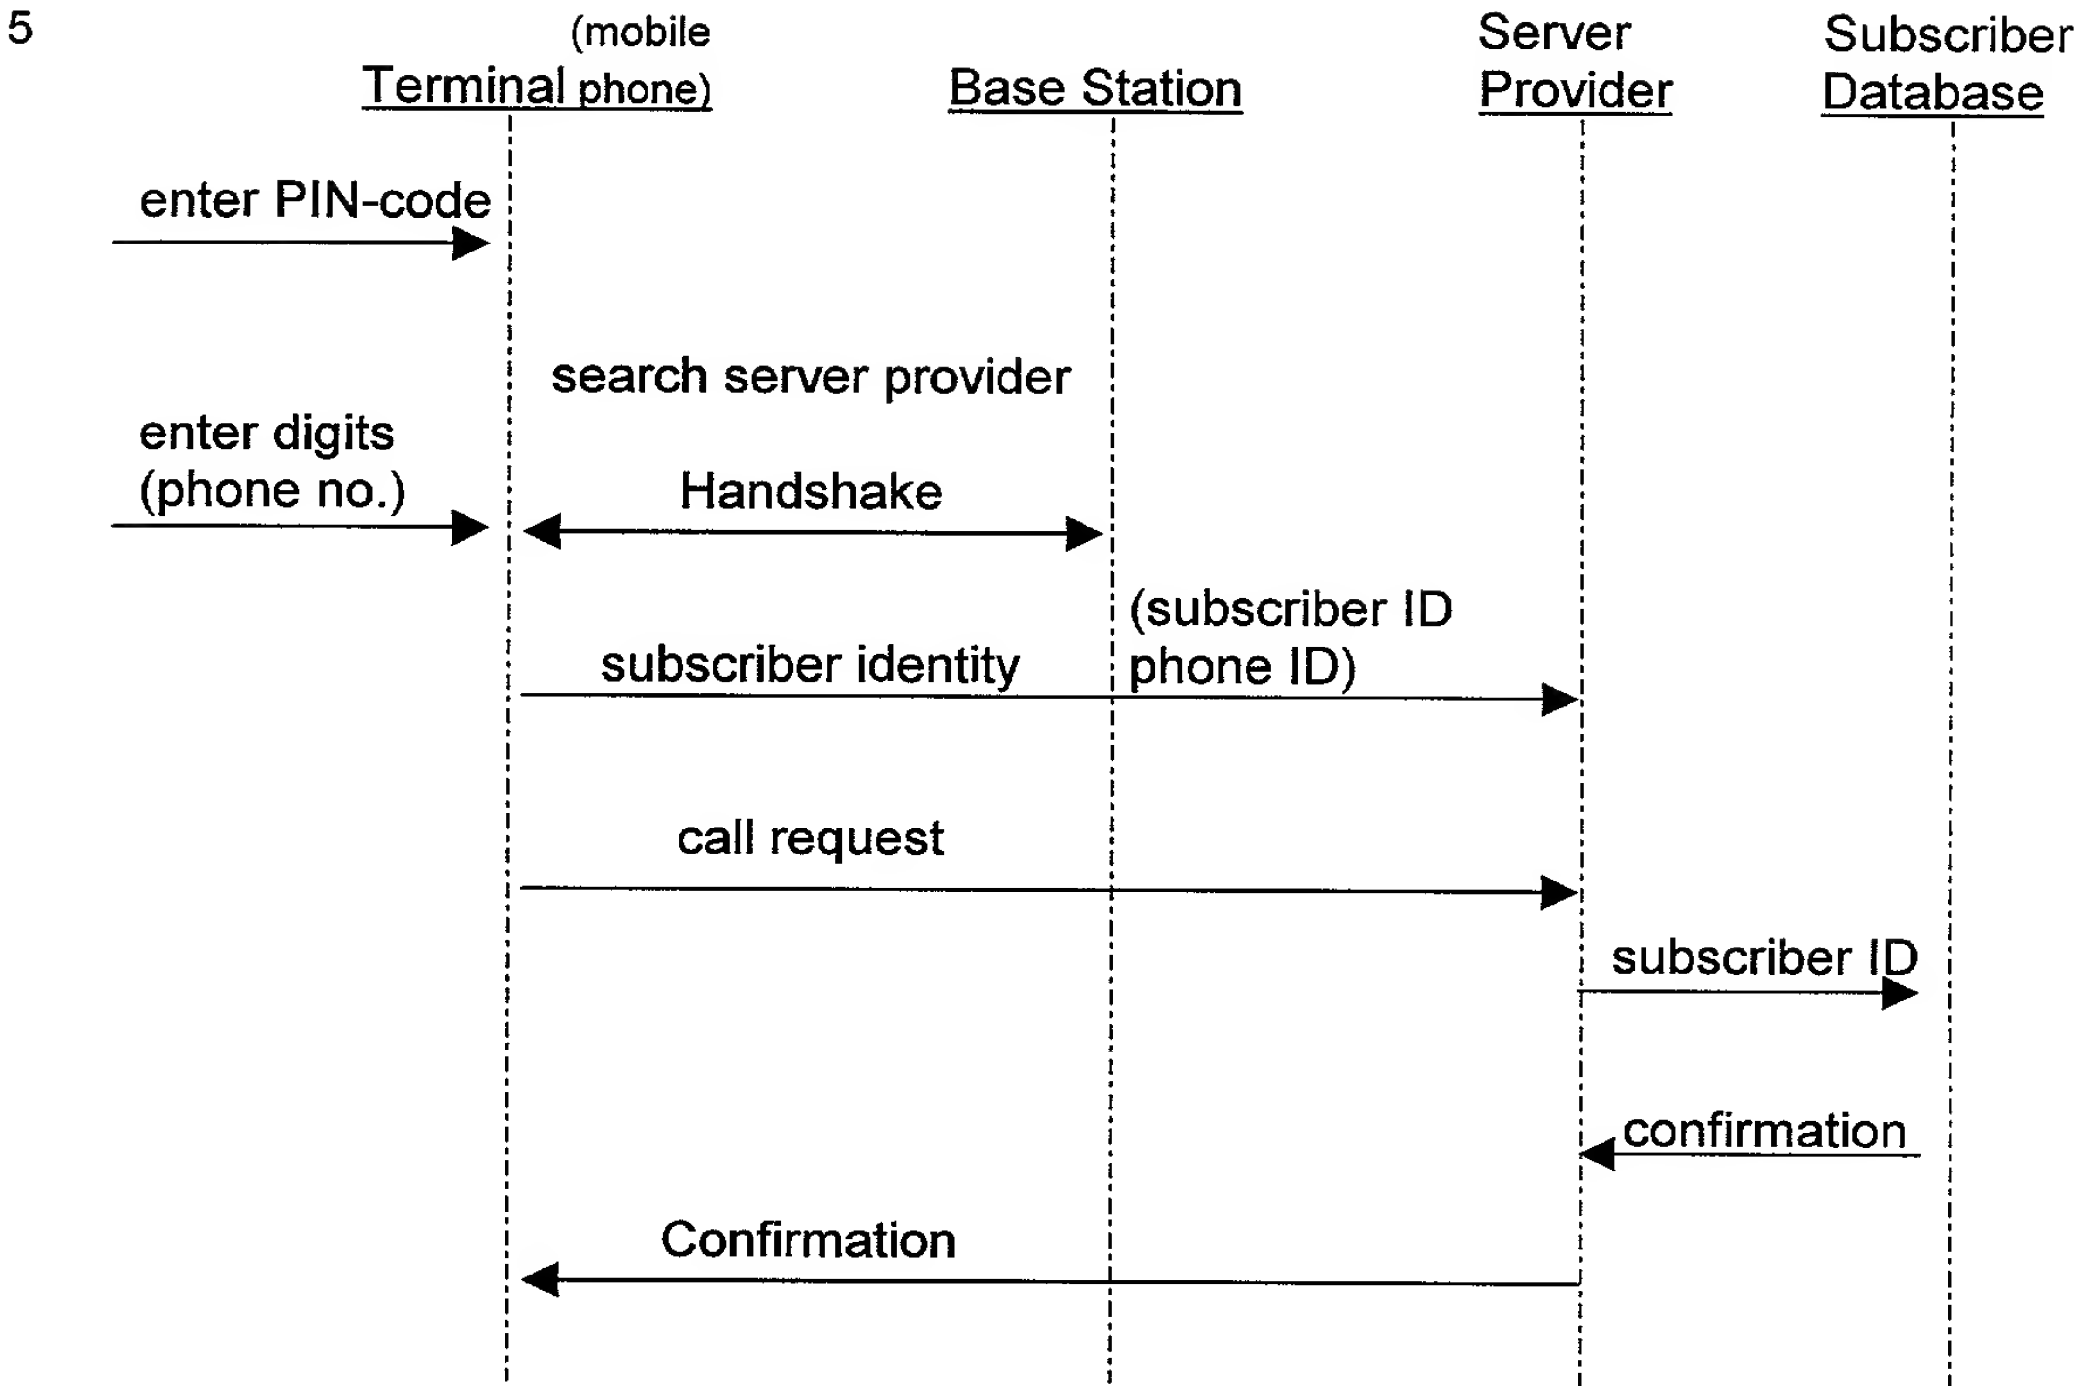 5
(mobile
Terminal phone)
Base Station
Server
Provider
Subscriber
Database
enter PIN-code
search server provider
enter digits
(phone no.)
Handshake
(subscriber ID
phone ID)
subscriber identity
call request
subscriber ID
confirmation
Confirmation